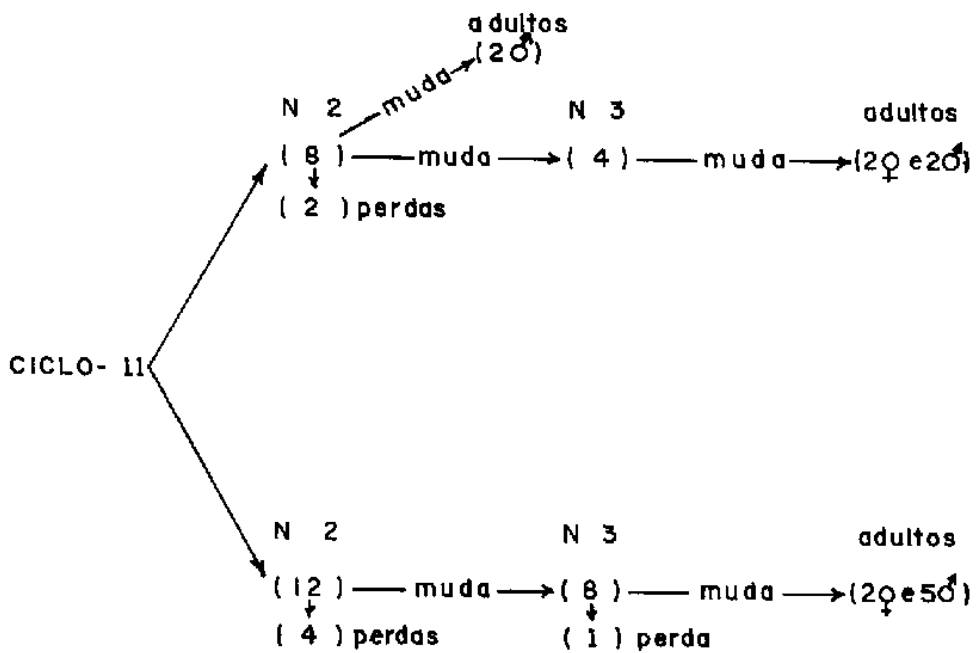 adultos
(2♂)
muda
N 2
N 3
adultos
( 8 ) muda ( 4 ) muda (2♀ e 2♂)
( 2 ) perdas
CICLO- 11
N 2
N 3
adultos
(12) muda ( 8 ) muda (2♀ e 5♂)
( 4 ) perdas
( 1 ) perda